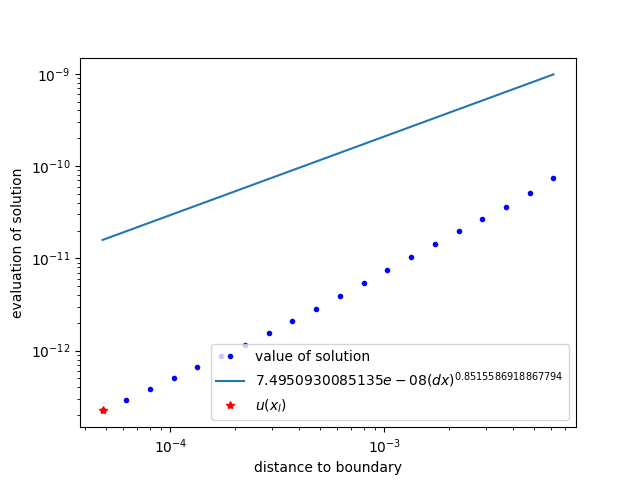 10⁻⁹
10⁻¹⁰
10⁻¹¹
10⁻¹²
evaluation of solution
value of solution
7.4950930085135e − 08(dx)^0.8515586918867794
u(x_l)
10⁻⁴
10⁻³
distance to boundary